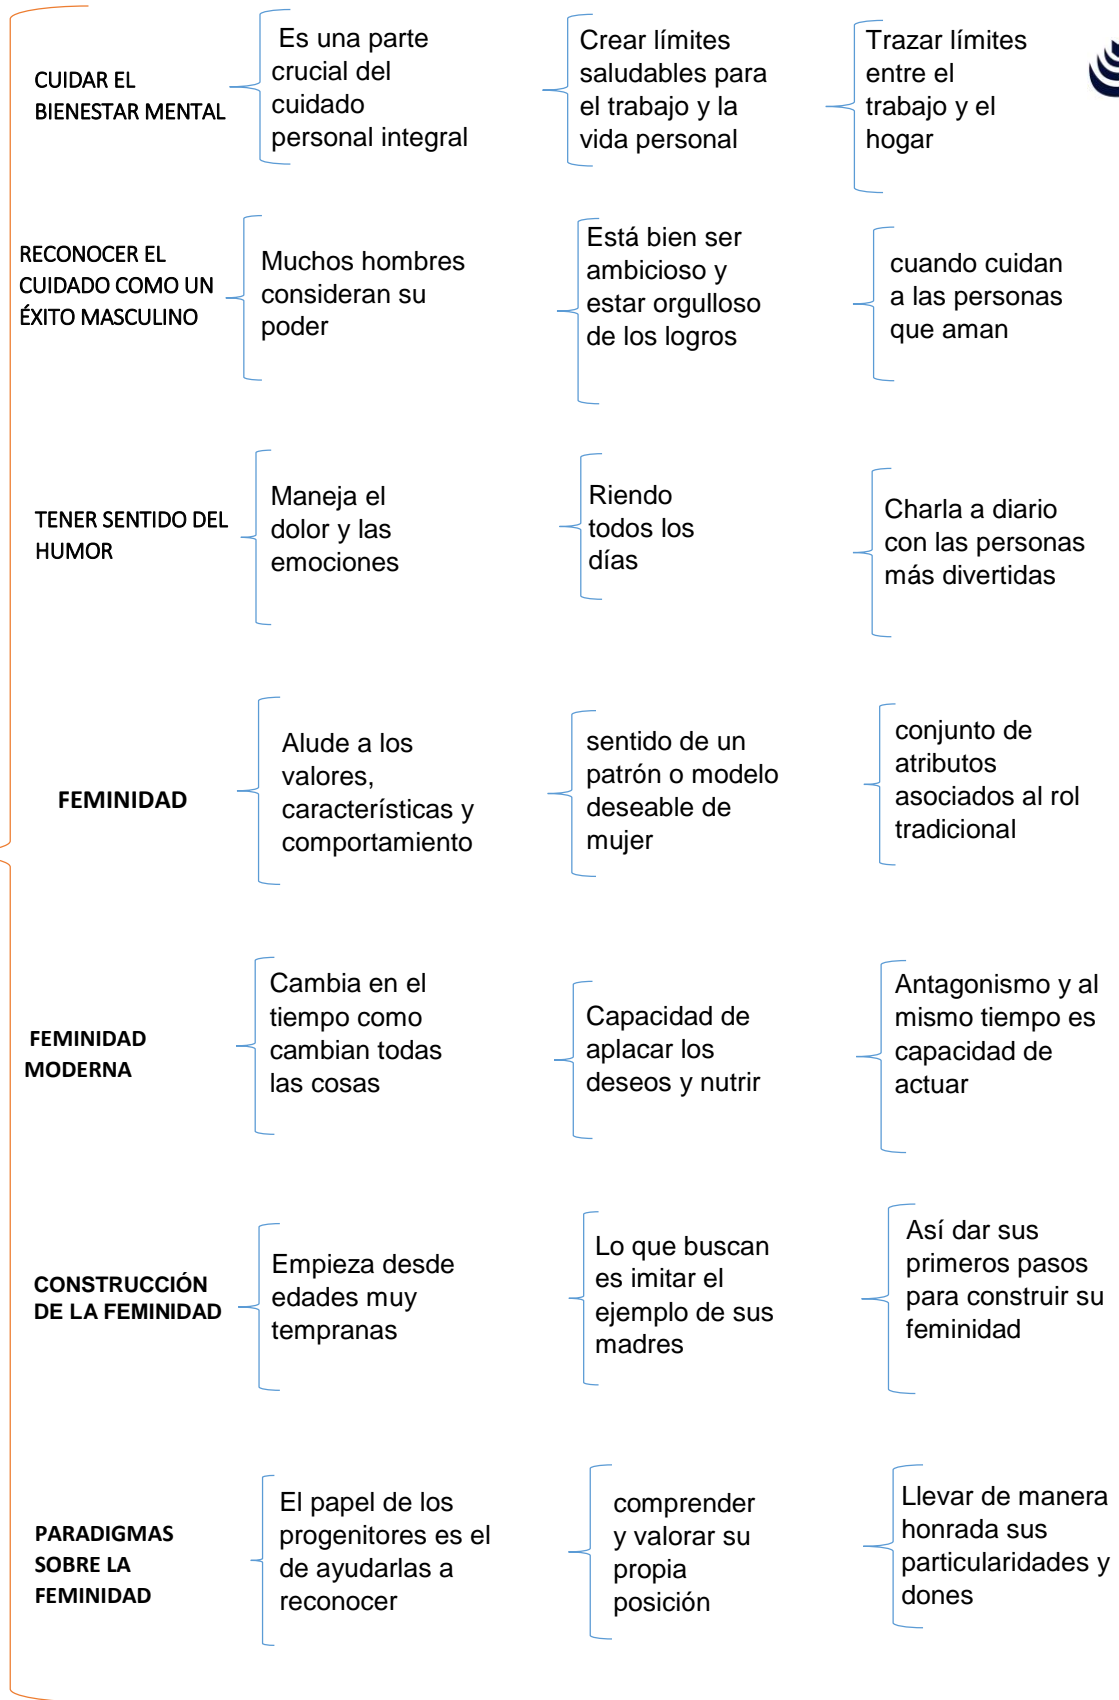 CUIDAR EL
BIENESTAR MENTAL
Es una parte
crucial del
cuidado
personal integral
Crear límites
saludables para
el trabajo y la
vida personal
Trazar límites
entre el
trabajo y el
hogar
RECONOCER EL
CUIDADO COMO UN
ÉXITO MASCULINO
Muchos hombres
consideran su
poder
Está bien ser
ambicioso y
estar orgulloso
de los logros
cuando cuidan
a las personas
que aman
TENER SENTIDO DEL
HUMOR
Maneja el
dolor y las
emociones
Riendo
todos los
días
Charla a diario
con las personas
más divertidas
FEMINIDAD
Alude a los
valores,
características y
comportamiento
sentido de un
patrón o modelo
deseable de
mujer
conjunto de
atributos
asociados al rol
tradicional
FEMINIDAD
MODERNA
Cambia en el
tiempo como
cambian todas
las cosas
Capacidad de
aplacar los
deseos y nutrir
Antagonismo y al
mismo tiempo es
capacidad de
actuar
CONSTRUCCIÓN
DE LA FEMINIDAD
Empieza desde
edades muy
tempranas
Lo que buscan
es imitar el
ejemplo de sus
madres
Así dar sus
primeros pasos
para construir su
feminidad
PARADIGMAS
SOBRE LA
FEMINIDAD
El papel de los
progenitores es el
de ayudarlas a
reconocer
comprender
y valorar su
propia
posición
Llevar de manera
honrada sus
particularidades y
dones